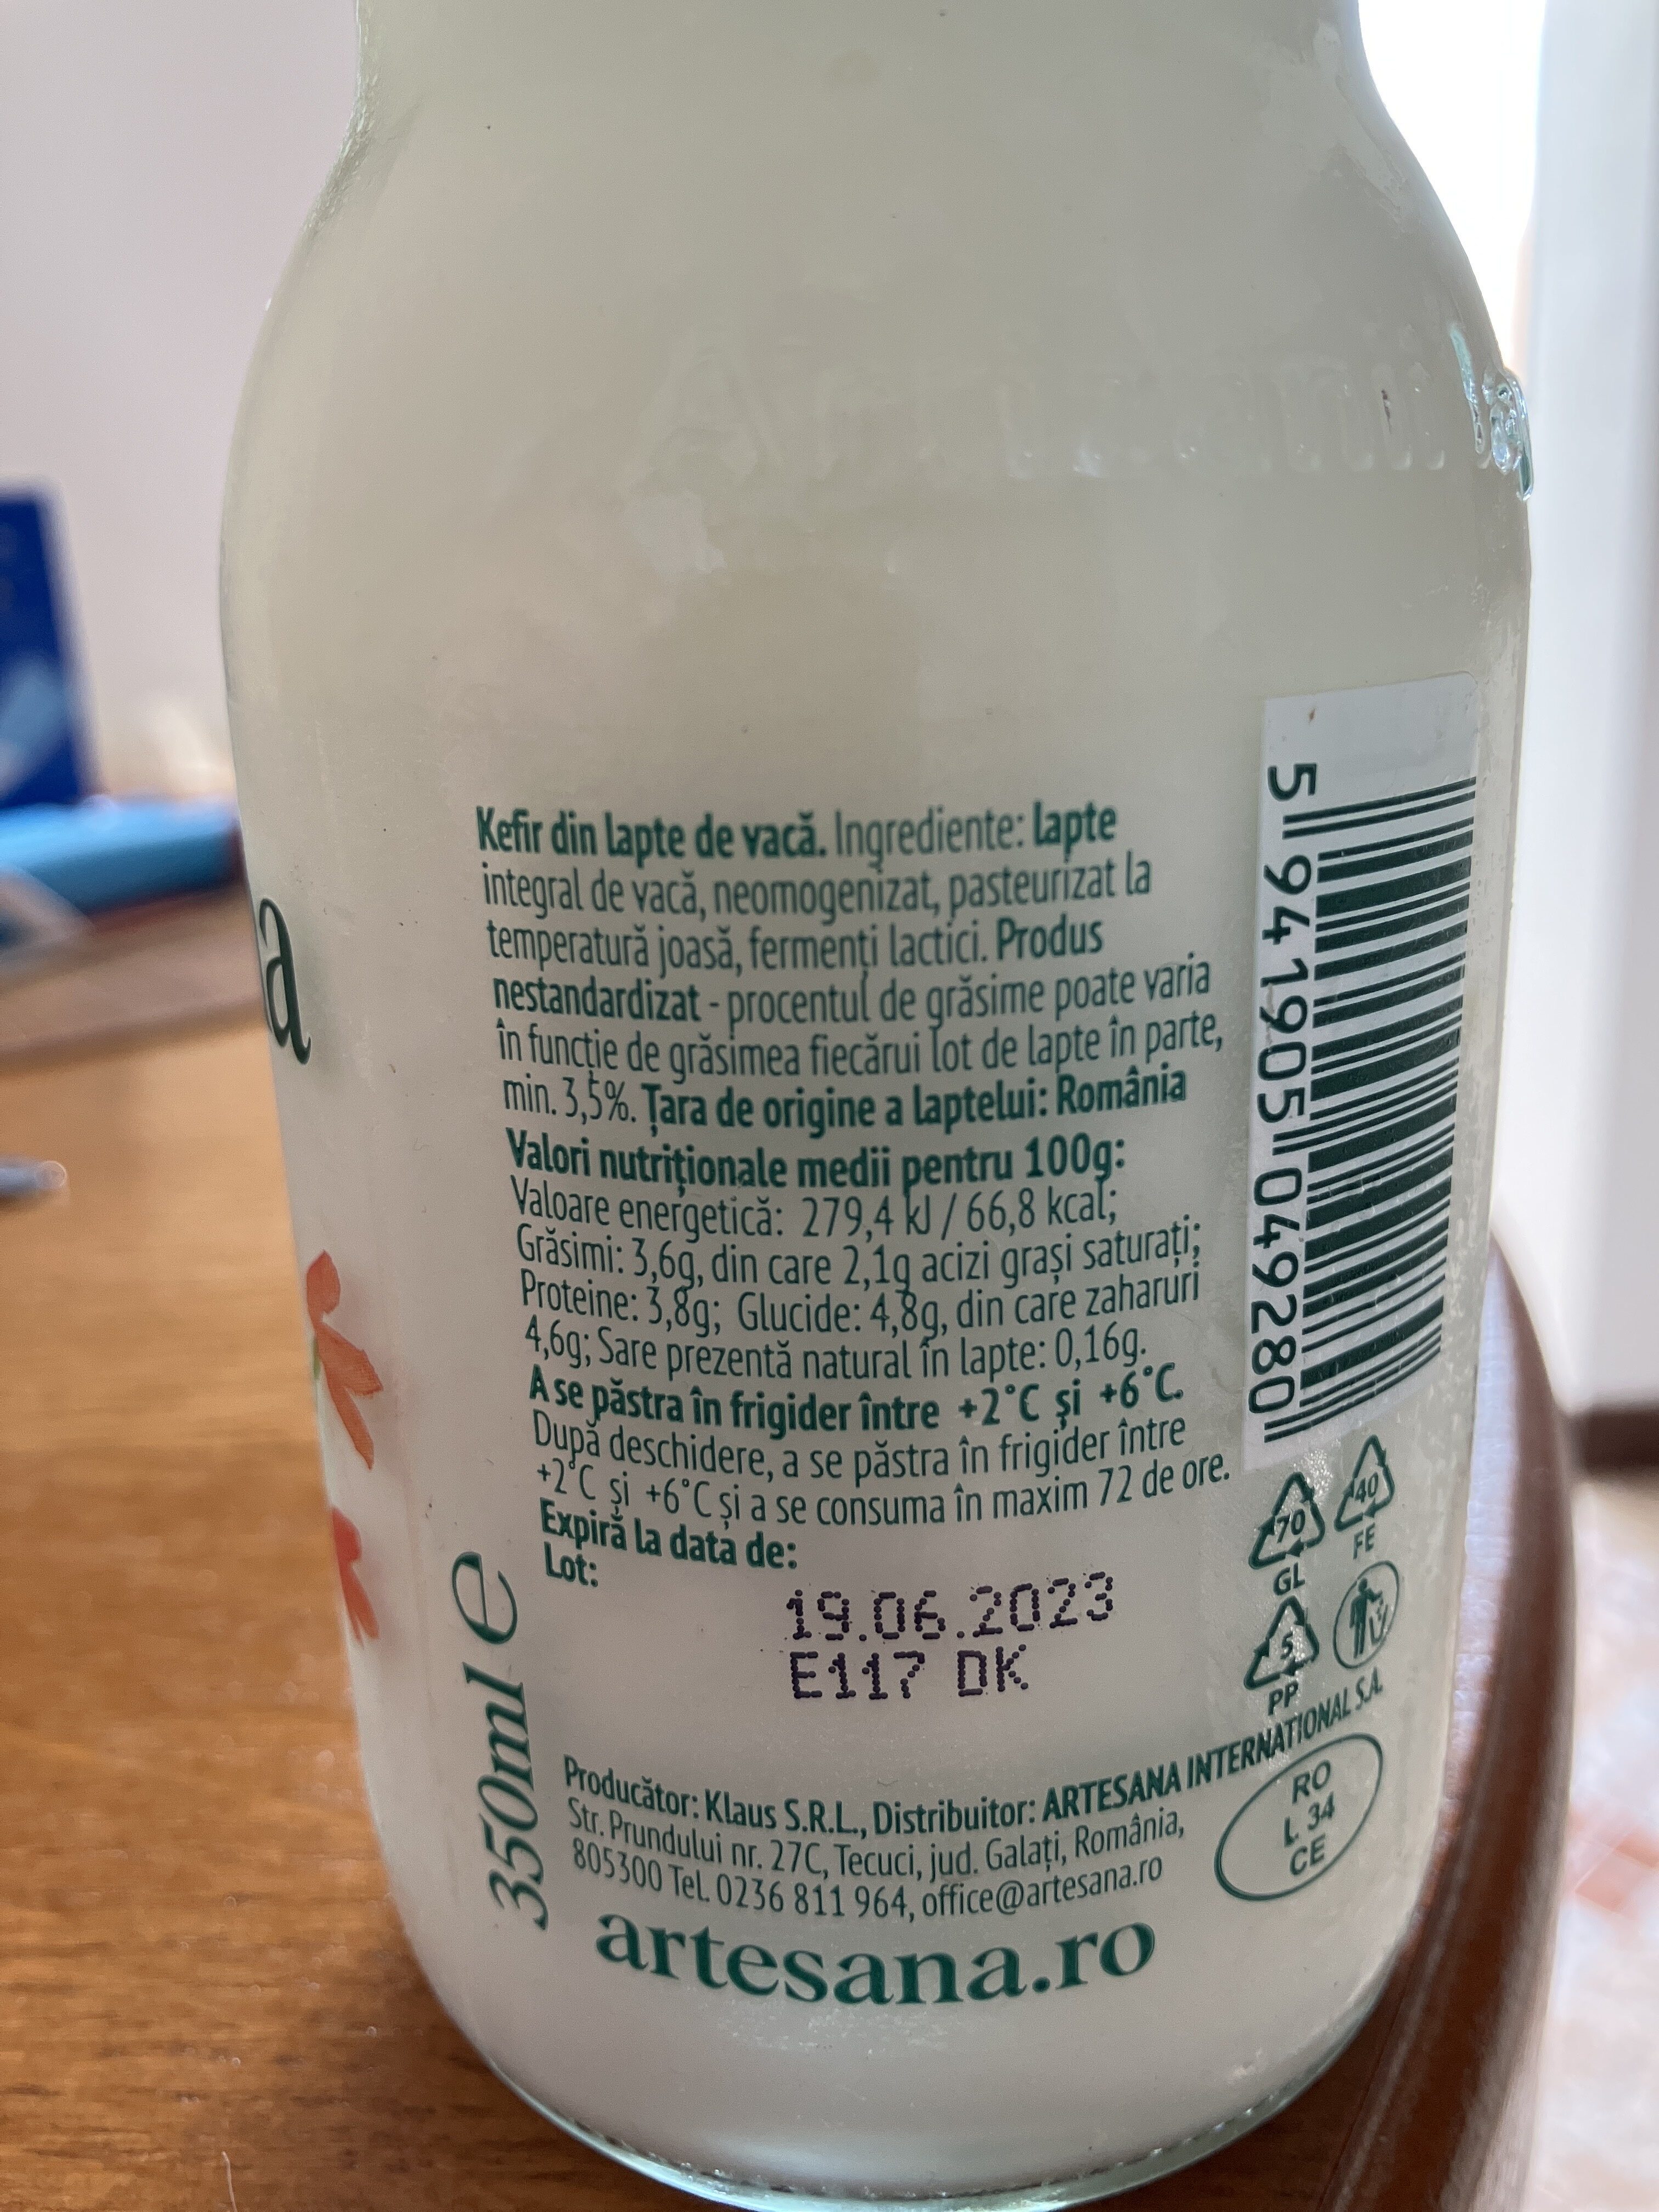 Artizanii
a
Kefir din lapte de vacă. Ingrediente: lapte
integral de vacă, neomogenizat, pasteurizat la
temperatură joasă, fermenți lactici. Produs
nestandardizat - procentul de grăsime poate varia
în funcție de grăsimea fiecărui lot de lapte în parte,
min. 3,5%. Țara de origine a laptelui: România
Valori nutriționale medii pentru 100g:
Valoare energetică: 279,4 kJ / 66,8 kcal;
Grăsimi: 3,6g, din care 2,1g acizi grași saturați;
Proteine: 3,8g; Glucide: 4,8g, din care zaharuri
4,6g; Sare prezentă natural în lapte: 0,16g.
A se păstra în frigider între +2°C și +6°C.
După deschidere, a se păstra în frigider între
+2°C și +6°C și a se consuma în maxim 72 de ore.
Expiră la data de:
Lot:
19.06.2023
E117 DK
350ml e
5 941905 049280
70
GL
40
FE
5
PP
Producător: Klaus S.R.L., Distribuitor: ARTESANA INTERNATIONAL S.A.
Str. Prundului nr. 27C, Tecuci, jud. Galați, România,
805300 Tel. 0236 811 964, office@artesana.ro
RO
L 34
CE
artesana.ro